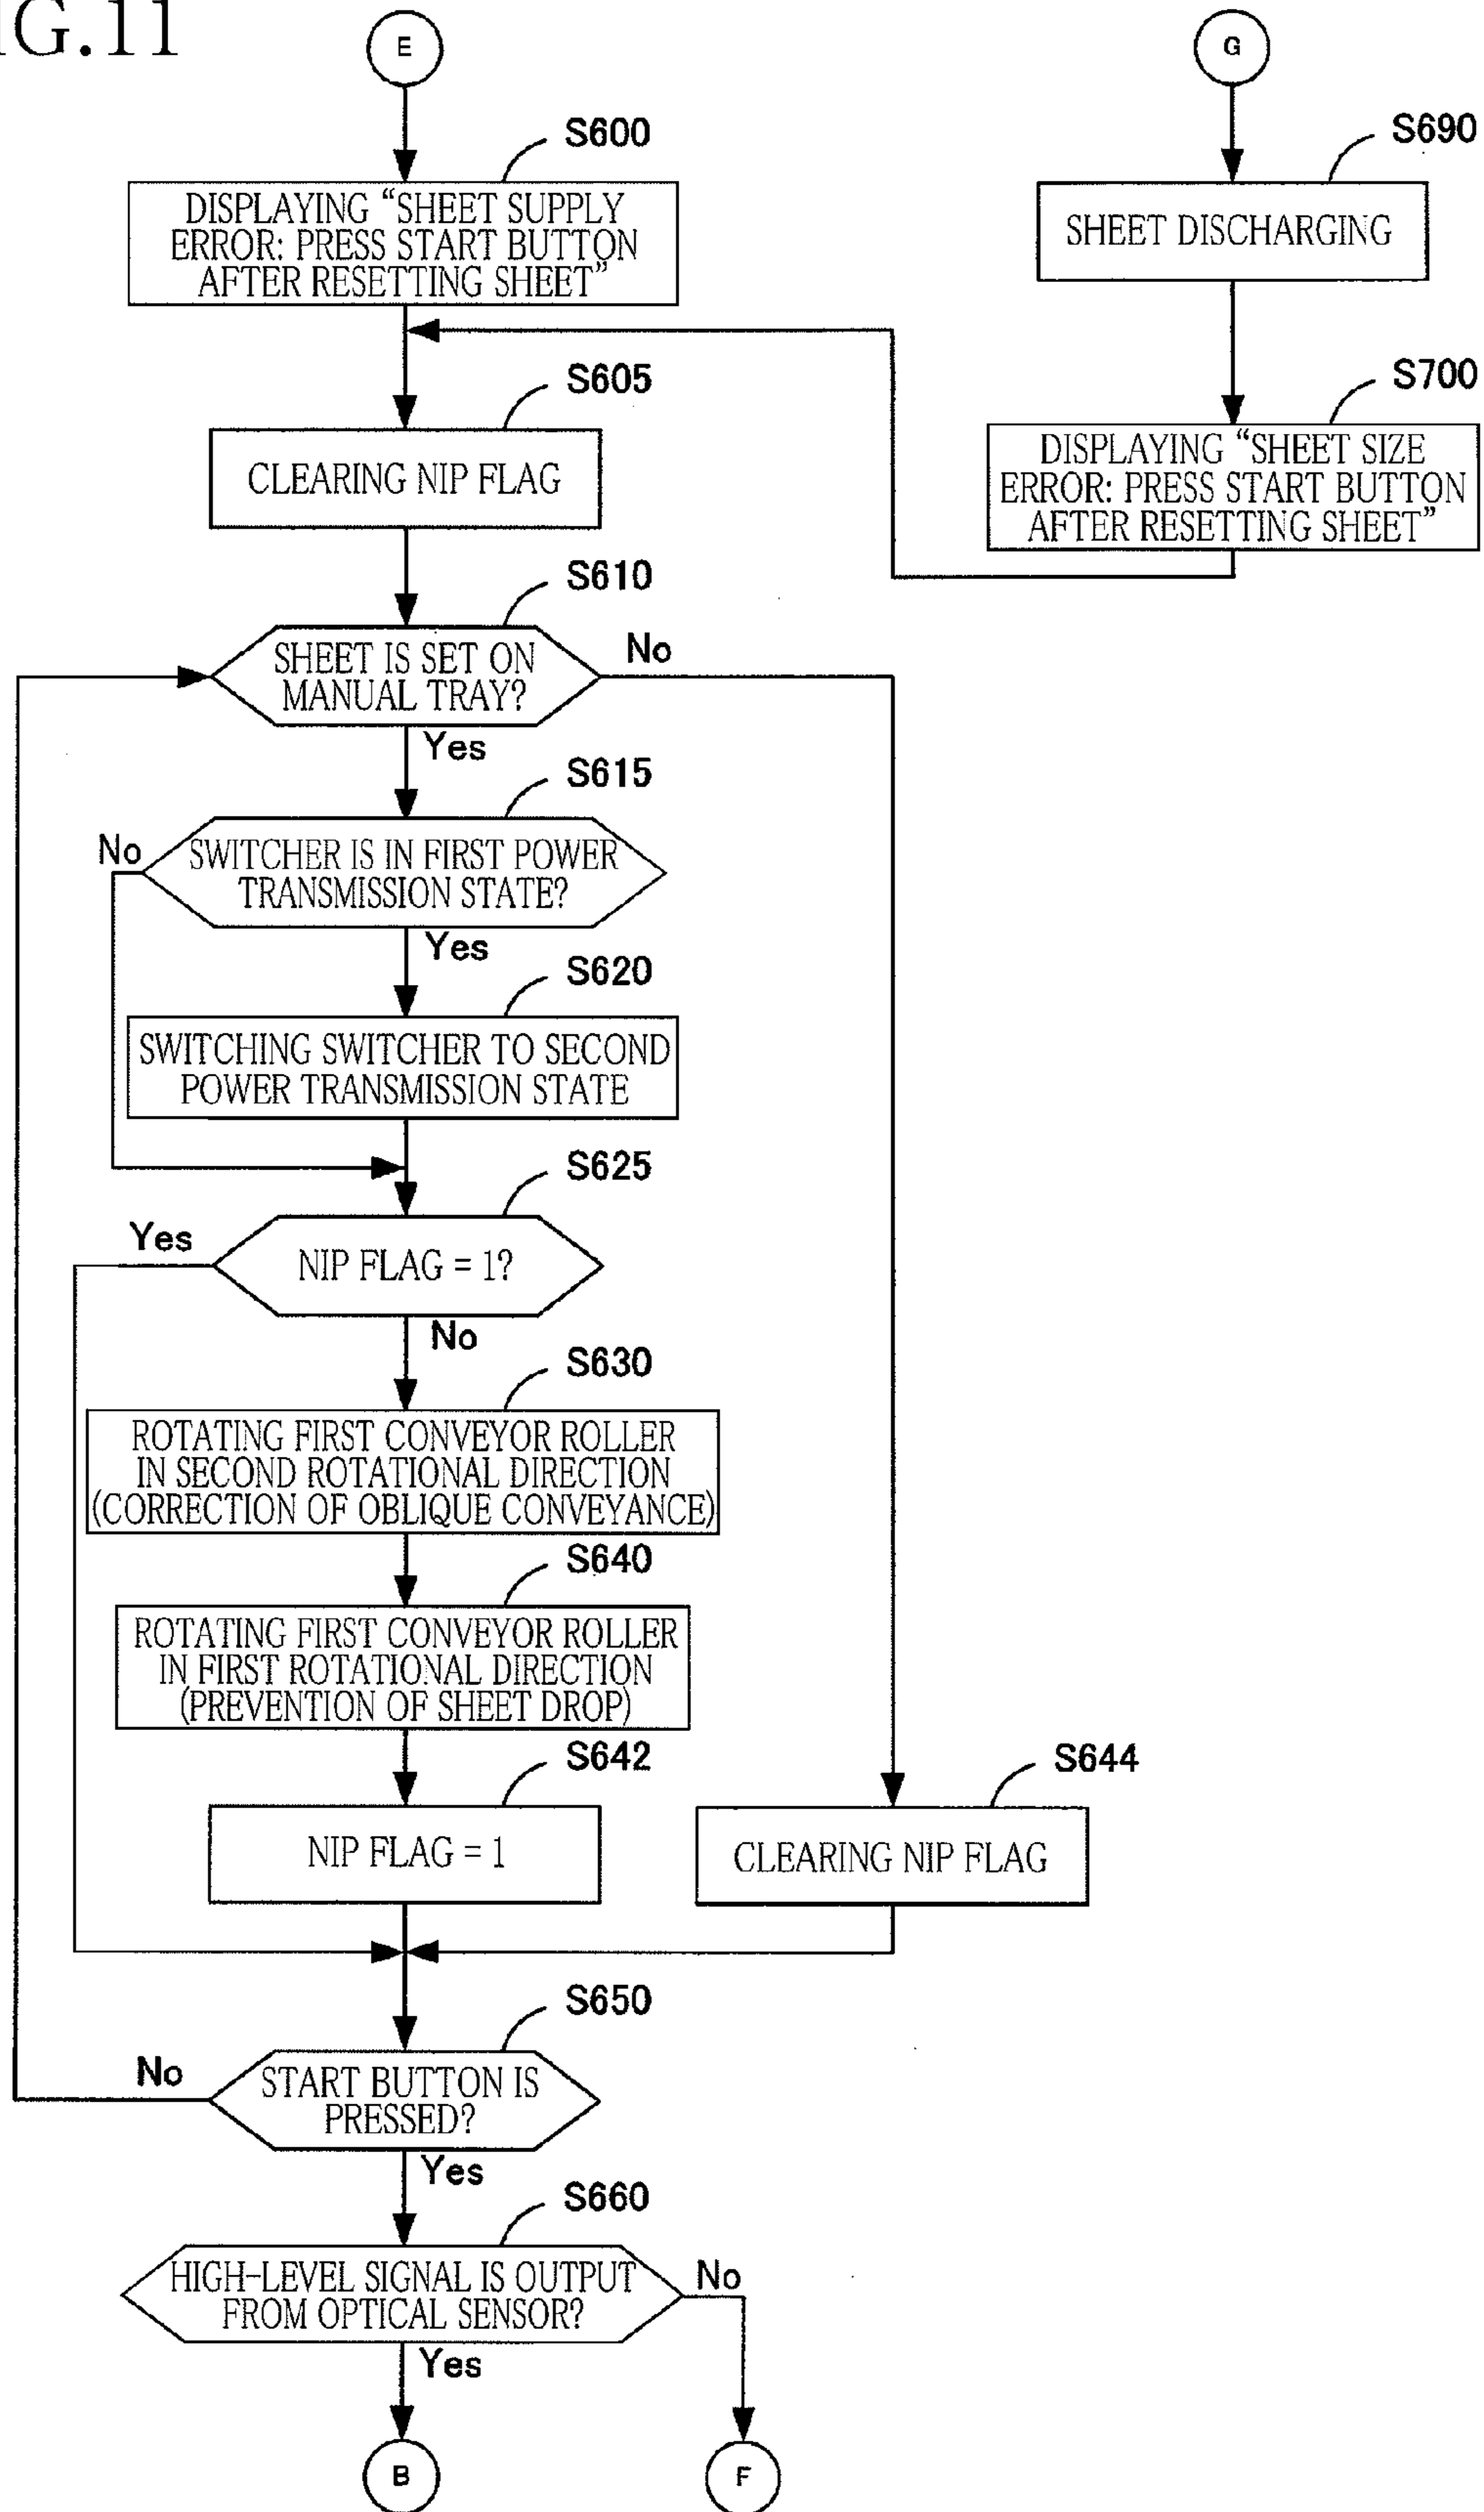 IG.11
E
G
S600
S690
DISPLAYING “SHEET SUPPLY
ERROR: PRESS START BUTTON
AFTER RESETTING SHEET”
SHEET DISCHARGING
S605
S700
CLEARING NIP FLAG
DISPLAYING “SHEET SIZE
ERROR: PRESS START BUTTON
AFTER RESETTING SHEET”
S610
SHEET IS SET ON
MANUAL TRAY?
No
Yes
S615
No
SWITCHER IS IN FIRST POWER
TRANSMISSION STATE?
Yes
S620
SWITCHING SWITCHER TO SECOND
POWER TRANSMISSION STATE
S625
Yes
NIP FLAG = 1?
No
S630
ROTATING FIRST CONVEYOR ROLLER
IN SECOND ROTATIONAL DIRECTION
(CORRECTION OF OBLIQUE CONVEYANCE)
S640
ROTATING FIRST CONVEYOR ROLLER
IN FIRST ROTATIONAL DIRECTION
(PREVENTION OF SHEET DROP)
S642
S644
NIP FLAG = 1
CLEARING NIP FLAG
S650
No
START BUTTON IS
PRESSED?
Yes
S660
HIGH-LEVEL SIGNAL IS OUTPUT
FROM OPTICAL SENSOR?
No
Yes
B
F